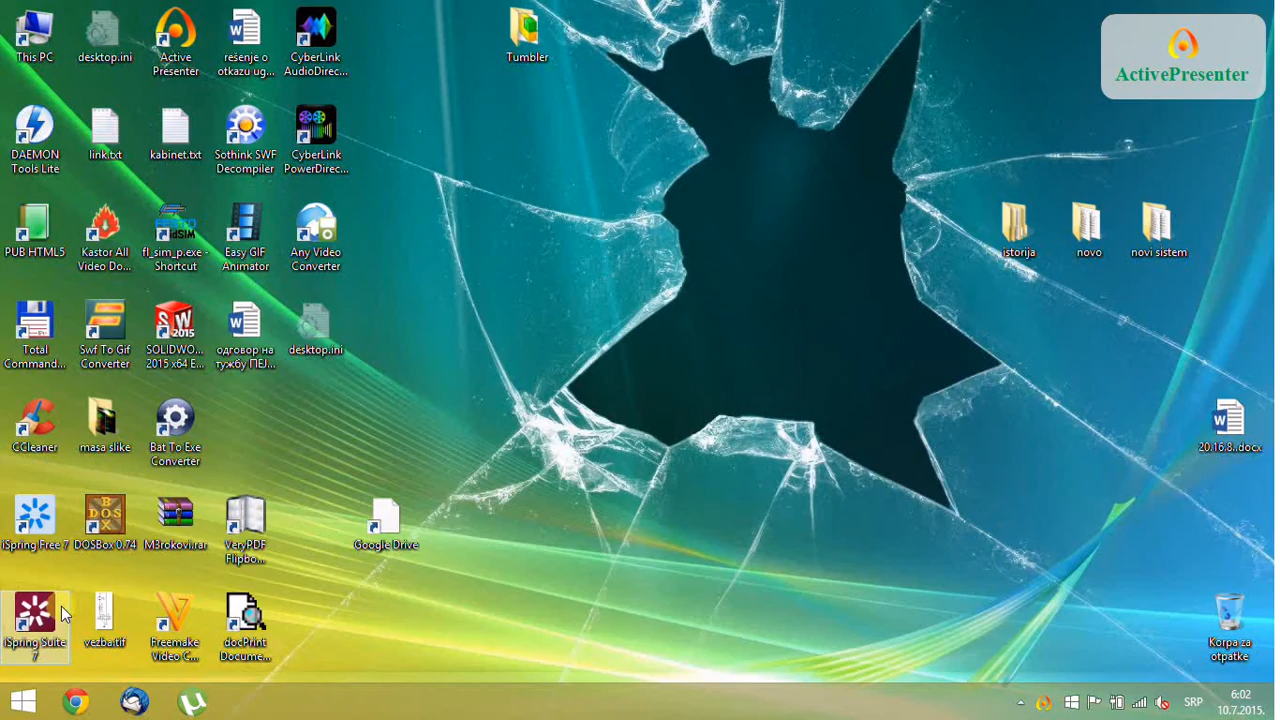 This PC
desktop.ini
Active
Presenter
rešenje o
otkazu ug...
CyberLink
AudioDirec...
Tumbler
ActivePresenter
DAEMON
Tools Lite
link.txt
kabinet.txt
Sothink SWF
Decompiler
CyberLink
PowerDirec...
PUB HTML5
Kastor All
Video Do...
fl_sim_p.exe -
Shortcut
Easy GIF
Animator
Any Video
Converter
istorija
novo
novi sistem
Total
Command...
Swf To Gif
Converter
SW
2015
SOLIDWO...
2015 x64 E...
одговор на
тужбу ПЕЈ...
desktop.ini
CCleaner
masa slike
Bat To Exe
Converter
20.16.8..docx
iSpring Free 7
DOSBox 0.74
M3rokovi.rar
VeryPDF
Flipbo...
Google Drive
iSpring Suite
7
vezba.tif
Freemake
Video C...
docPrint
Docume...
Korpa za
otpatke
SRP
6:02
10.7.2015.